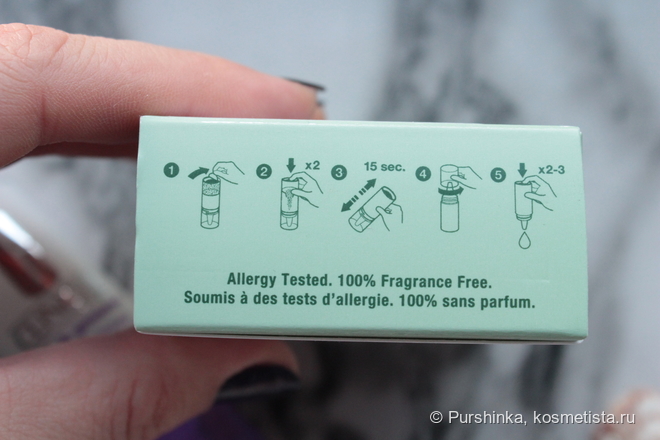 1 2 x2 3 15 sec. 4 5 x2-3
Allergy Tested. 100% Fragrance Free.
Soumis à des tests d'allergie. 100% sans parfum.
© Purshinka, kosmetista.ru